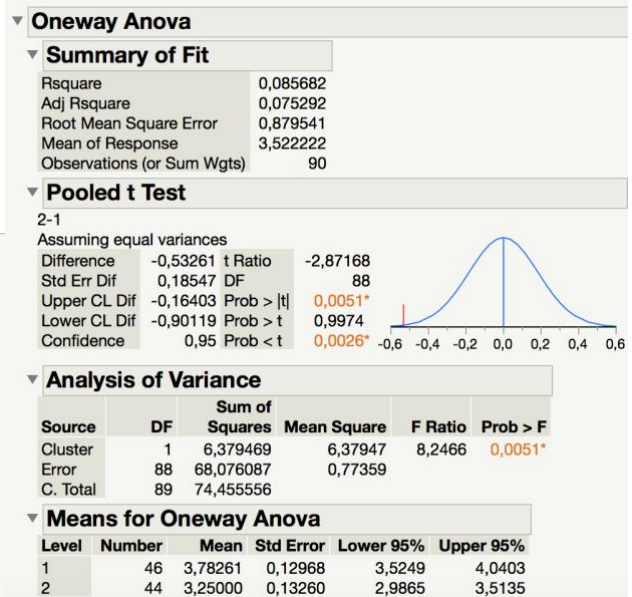 Oneway Anova
Summary of Fit
Rsquare 0,085682
Adj Rsquare 0,075292
Root Mean Square Error 0,879541
Mean of Response 3,522222
Observations (or Sum Wgts) 90
Pooled t Test
2-1
Assuming equal variances
Difference -0,53261 t Ratio -2,87168
Std Err Dif 0,18547 DF 88
Upper CL Dif -0,16403 Prob > |t| 0,0051*
Lower CL Dif -0,90119 Prob > t 0,9974
Confidence 0,95 Prob < t 0,0026*
-0,6 -0,4 -0,2 0,0 0,2 0,4 0,6
Analysis of Variance
Source DF Sum of Squares Mean Square F Ratio Prob > F
Cluster 1 6,379469 6,37947 8,2466 0,0051*
Error 88 68,076087 0,77359
C. Total 89 74,455556
Means for Oneway Anova
Level Number Mean Std Error Lower 95% Upper 95%
1 46 3,78261 0,12968 3,5249 4,0403
2 44 3,25000 0,13260 2,9865 3,5135